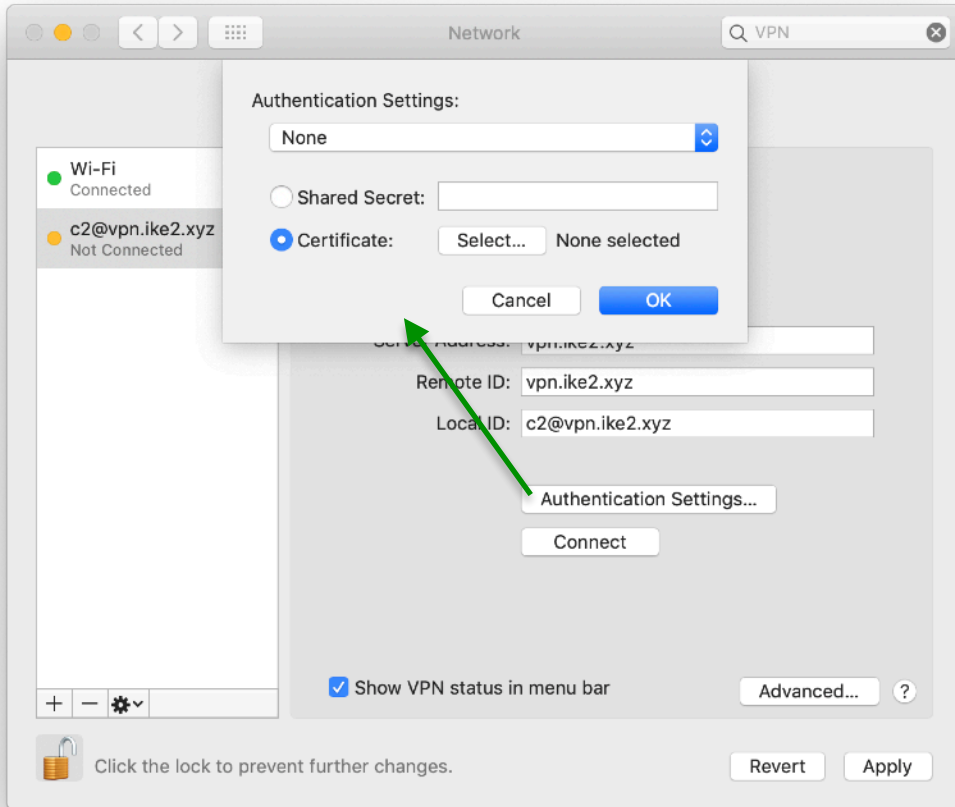 Network
VPN
Authentication Settings:
None
Wi-Fi
Connected
Shared Secret:
c2@vpn.ike2.xyz
Not Connected
Certificate:
Select...
None selected
Cancel
OK
Server Address:
vpn.ike2.xyz
Remote ID:
vpn.ike2.xyz
Local ID:
c2@vpn.ike2.xyz
Authentication Settings...
Connect
Show VPN status in menu bar
Advanced...
?
Click the lock to prevent further changes.
Revert
Apply